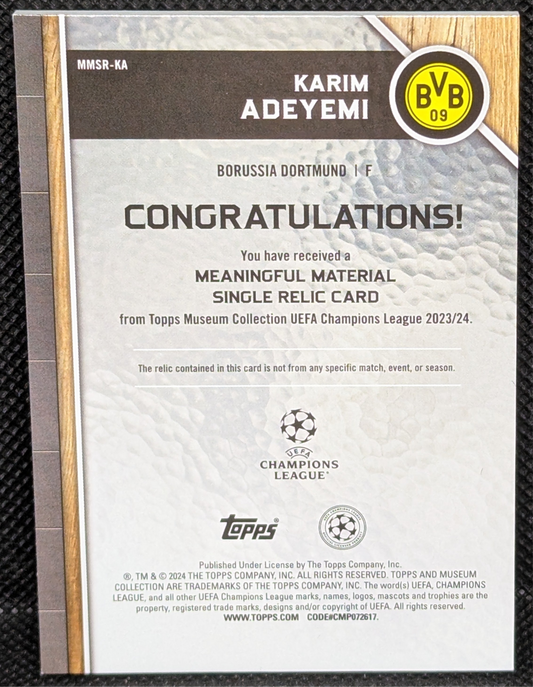 MMSR-KA
KARIM
ADEYEMI
BVB
09
BORUSSIA DORTMUND | F
CONGRATULATIONS!
You have received a
MEANINGFUL MATERIAL
SINGLE RELIC CARD
from Topps Museum Collection UEFA Champions League 2023/24.
The relic contained in this card is not from any specific match, event, or season.
UEFA
CHAMPIONS
LEAGUE®
topps®
Published Under License by The Topps Company, Inc.
®, TM & © 2024 THE TOPPS COMPANY, INC. ALL RIGHTS RESERVED. TOPPS AND MUSEUM
COLLECTION ARE TRADEMARKS OF THE TOPPS COMPANY, INC. The word(s) UEFA, CHAMPIONS
LEAGUE, and all other UEFA Champions League marks, names, logos, mascots and trophies are the
property, registered trade marks, designs and/or copyright of UEFA. All rights reserved.
WWW.TOPPS.COM CODE#CMP072617.